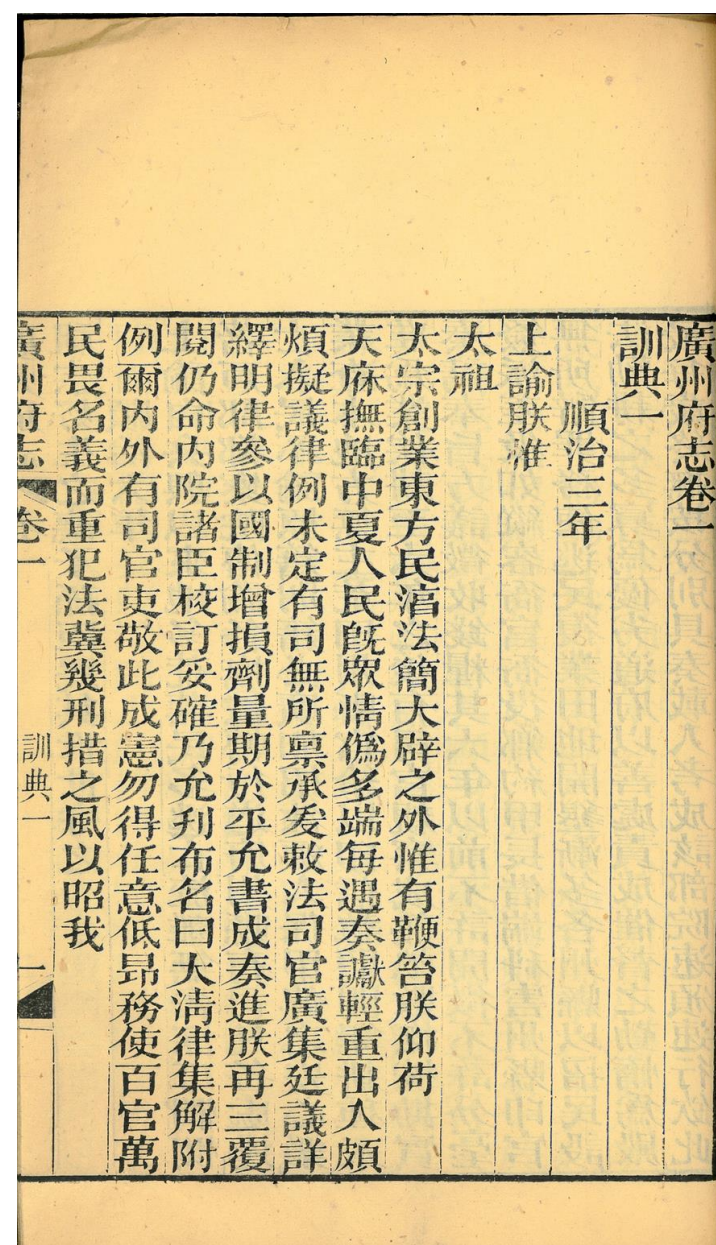 廣州府志卷一
訓典一
順治三年
上諭朕惟
太祖
太宗創業東方民淳法簡大辟之外惟有鞭笞朕仰荷
天庥撫臨中夏人民旣眾情僞多端每遇奏讞輕重出入頗
煩擬議律例未定有司無所稟承爰敕法司官廣集廷議詳
繹明律參以國制增損劑量期於平允書成奏進朕再三覆
閱仍命內院諸臣校訂妥確乃允刋布名曰大淸律集解附
例爾內外有司官吏敬此成憲勿得任意低昻務使百官萬
民畏名義而重犯法冀幾刑措之風以昭我
廣州府志
卷一
訓典一
一